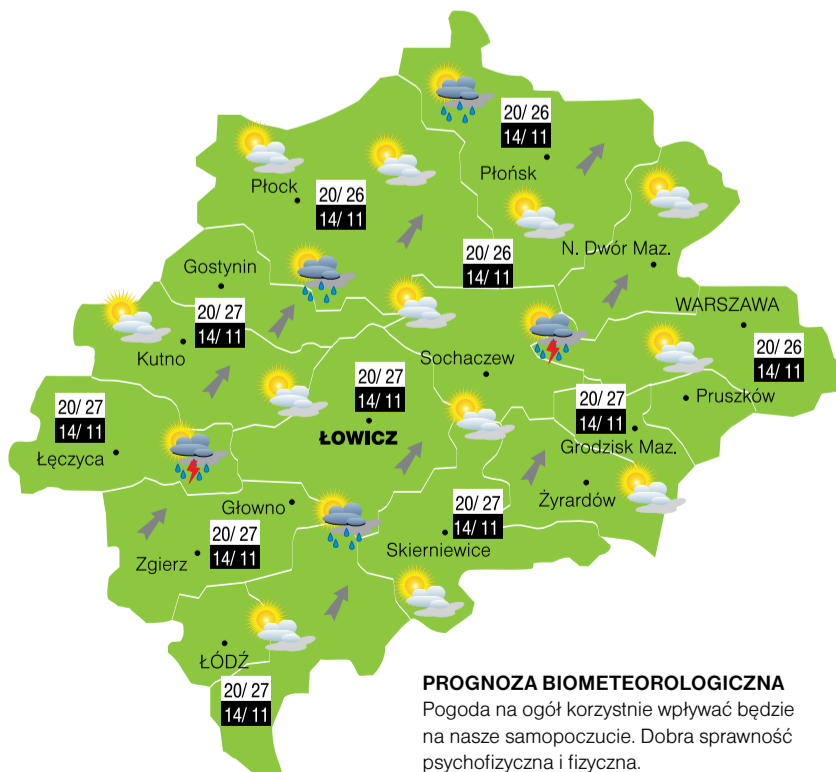 20/ 26
14/ 11
Płońsk
Płock
20/ 26
14/ 11
N. Dwór Maz.
20/ 26
14/ 11
Gostynin
WARSZAWA
20/ 27
14/ 11
Kutno
20/ 26
14/ 11
Sochaczew
20/ 27
14/ 11
ŁOWICZ
Pruszków
20/ 27
14/ 11
Grodzisk Maz.
20/ 27
14/ 11
Łęczyca
Żyrardów
Głowno
20/ 27
14/ 11
Skierniewice
20/ 27
14/ 11
Zgierz
ŁÓDŹ
20/ 27
14/ 11
PROGNOZA BIOMETEOROLOGICZNA
Pogoda na ogół korzystnie wpływać będzie
na nasze samopoczucie. Dobra sprawność
psychofizyczna i fizyczna.